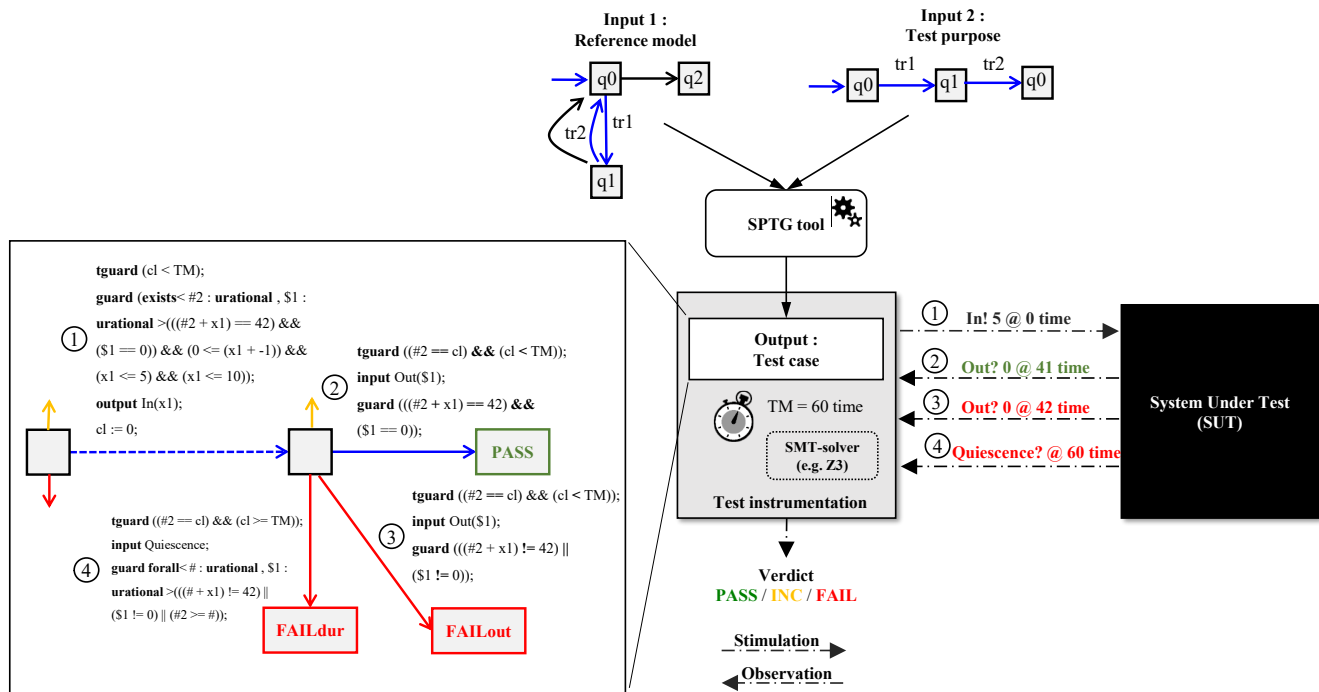 Input 1 :
Reference model
q0
q2
tr2
tr1
q1
Input 2 :
Test purpose
tr1
tr2
q0
q1
q0
SPTG tool
tguard (cl < TM);
guard (exists< #2 : urational , $1 :
urational >(((#2 + x1) == 42) &&
($1 == 0)) && (0 <= (x1 + -1)) &&
(x1 <= 5) && (x1 <= 10));
output In(x1);
cl := 0;
1
tguard ((#2 == cl) && (cl < TM));
input Out($1);
guard (((#2 + x1) == 42) &&
($1 == 0));
2
PASS
tguard ((#2 == cl) && (cl < TM));
input Out($1);
guard (((#2 + x1) != 42) ||
($1 != 0));
3
tguard ((#2 == cl) && (cl >= TM));
input Quiescence;
guard forall< # : urational , $1 :
urational >(((# + x1) != 42) ||
($1 != 0) || (#2 >= #));
4
FAILdur
FAILout
Output :
Test case
TM = 60 time
SMT-solver
(e.g. Z3)
Test instrumentation
1
In! 5 @ 0 time
2
Out? 0 @ 41 time
3
Out? 0 @ 42 time
4
Quiescence? @ 60 time
System Under Test
(SUT)
Verdict
PASS / INC / FAIL
Stimulation
Observation